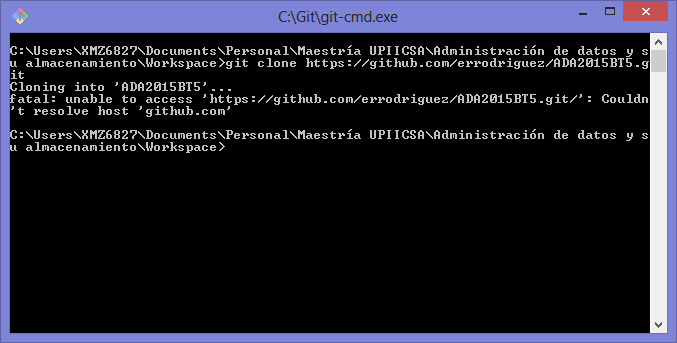 C:\Git\git-cmd.exe
C:\Users\XMZ6827\Documents\Personal\Maestría UPIICSA\Administración de datos y s
u almacenamiento\Workspace>git clone https://github.com/errodriguez/ADA2015BT5.g
it
Cloning into 'ADA2015BT5'...
fatal: unable to access 'https://github.com/errodriguez/ADA2015BT5.git/': Couldn
't resolve host 'github.com'
C:\Users\XMZ6827\Documents\Personal\Maestría UPIICSA\Administración de datos y s
u almacenamiento\Workspace>